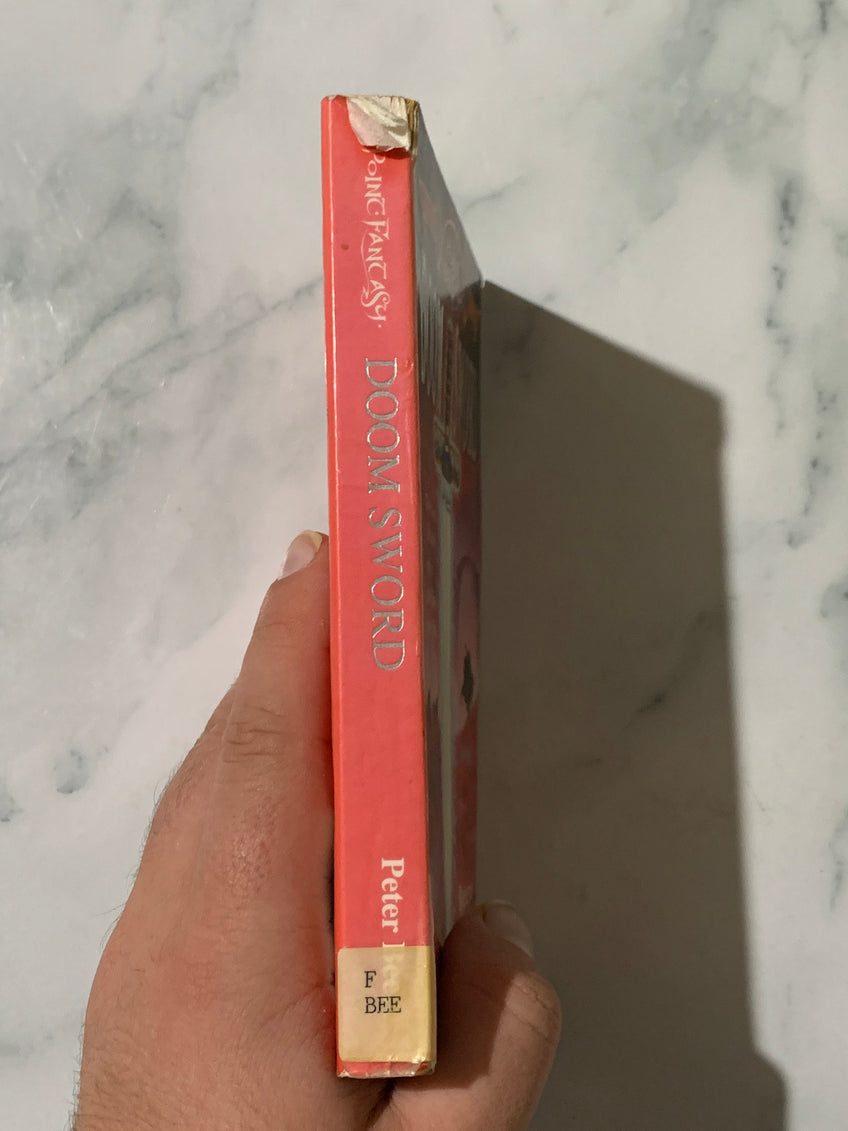 POINT FANTASY
DOOM SWORD
Peter
F
BEE